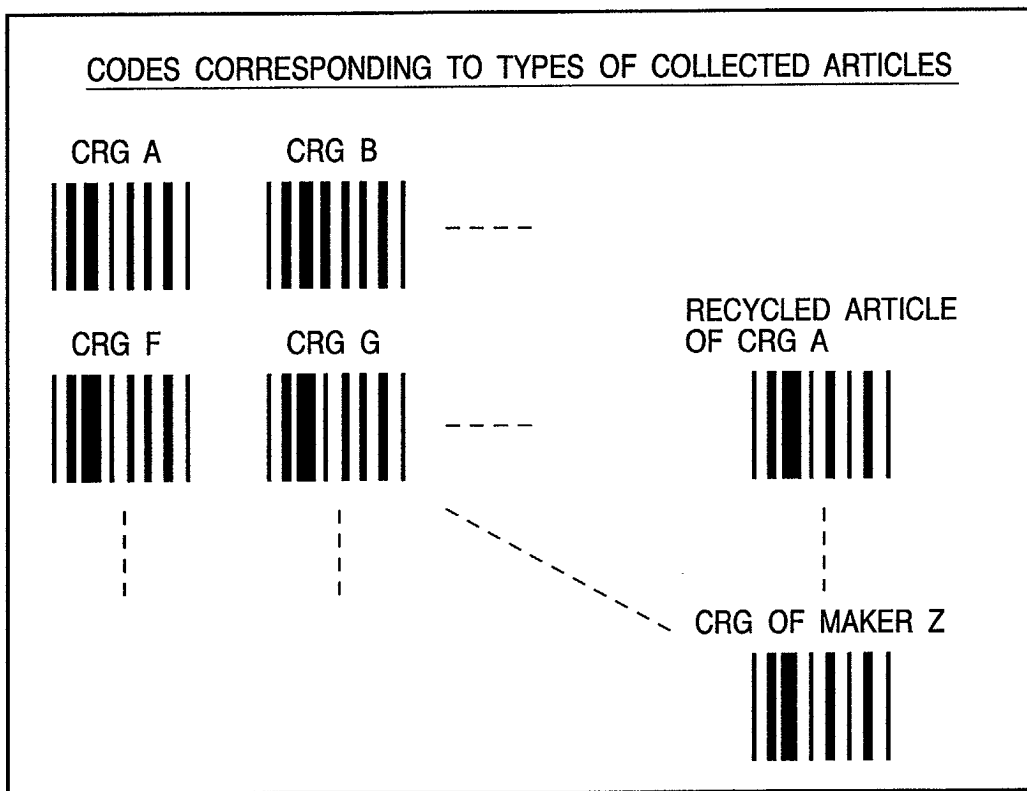 CODES CORRESPONDING TO TYPES OF COLLECTED ARTICLES
CRG A
CRG B
CRG F
CRG G
RECYCLED ARTICLE
OF CRG A
CRG OF MAKER Z